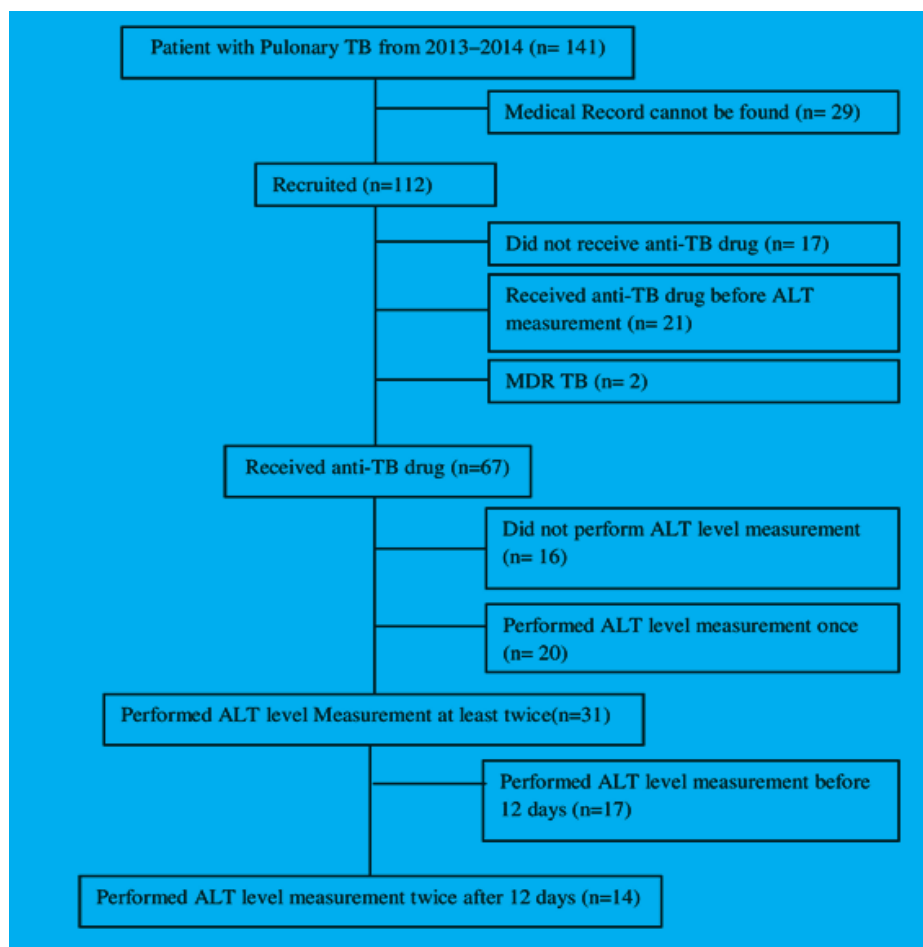 Patient with Pulonary TB from 2013–2014 (n= 141)
Medical Record cannot be found (n= 29)
Recruited (n=112)
Did not receive anti-TB drug (n= 17)
Received anti-TB drug before ALT
measurement (n= 21)
MDR TB (n= 2)
Received anti-TB drug (n=67)
Did not perform ALT level measurement
(n= 16)
Performed ALT level measurement once
(n= 20)
Performed ALT level Measurement at least twice(n=31)
Performed ALT level measurement before
12 days (n=17)
Performed ALT level measurement twice after 12 days (n=14)